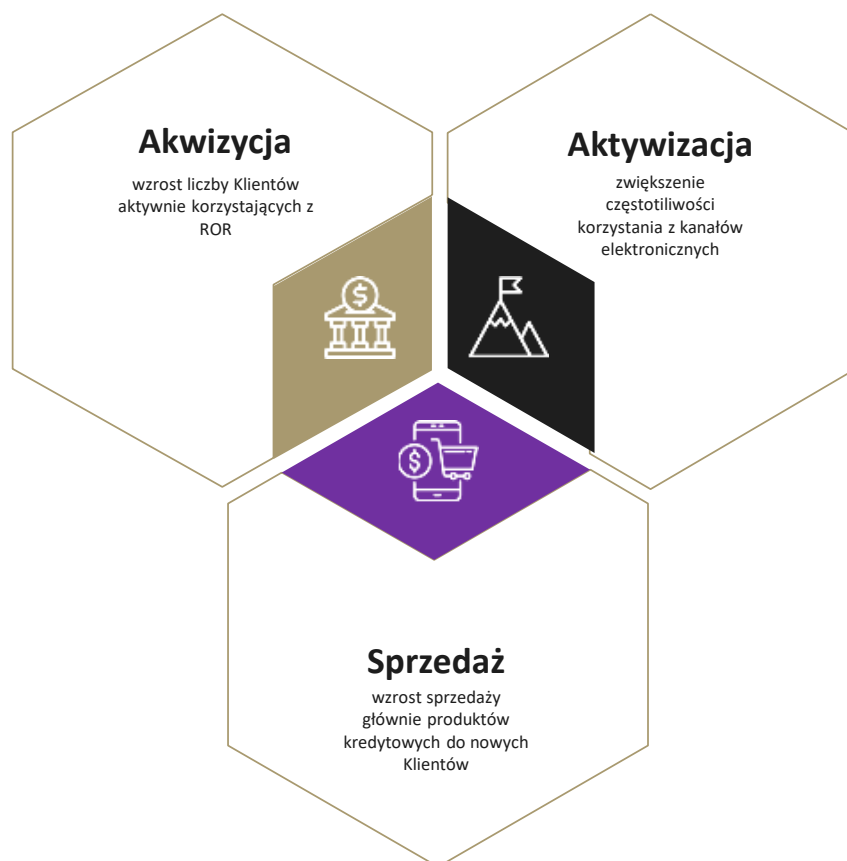 Akwizycja
wzrost liczby Klientów
aktywnie korzystających z
ROR
Aktywizacja
zwiększenie
częstotiliwości
korzystania z kanałów
elektronicznych
$
$
Sprzedaż
wzrost sprzedaży
głównie produktów
kredytowych do nowych
Klientów